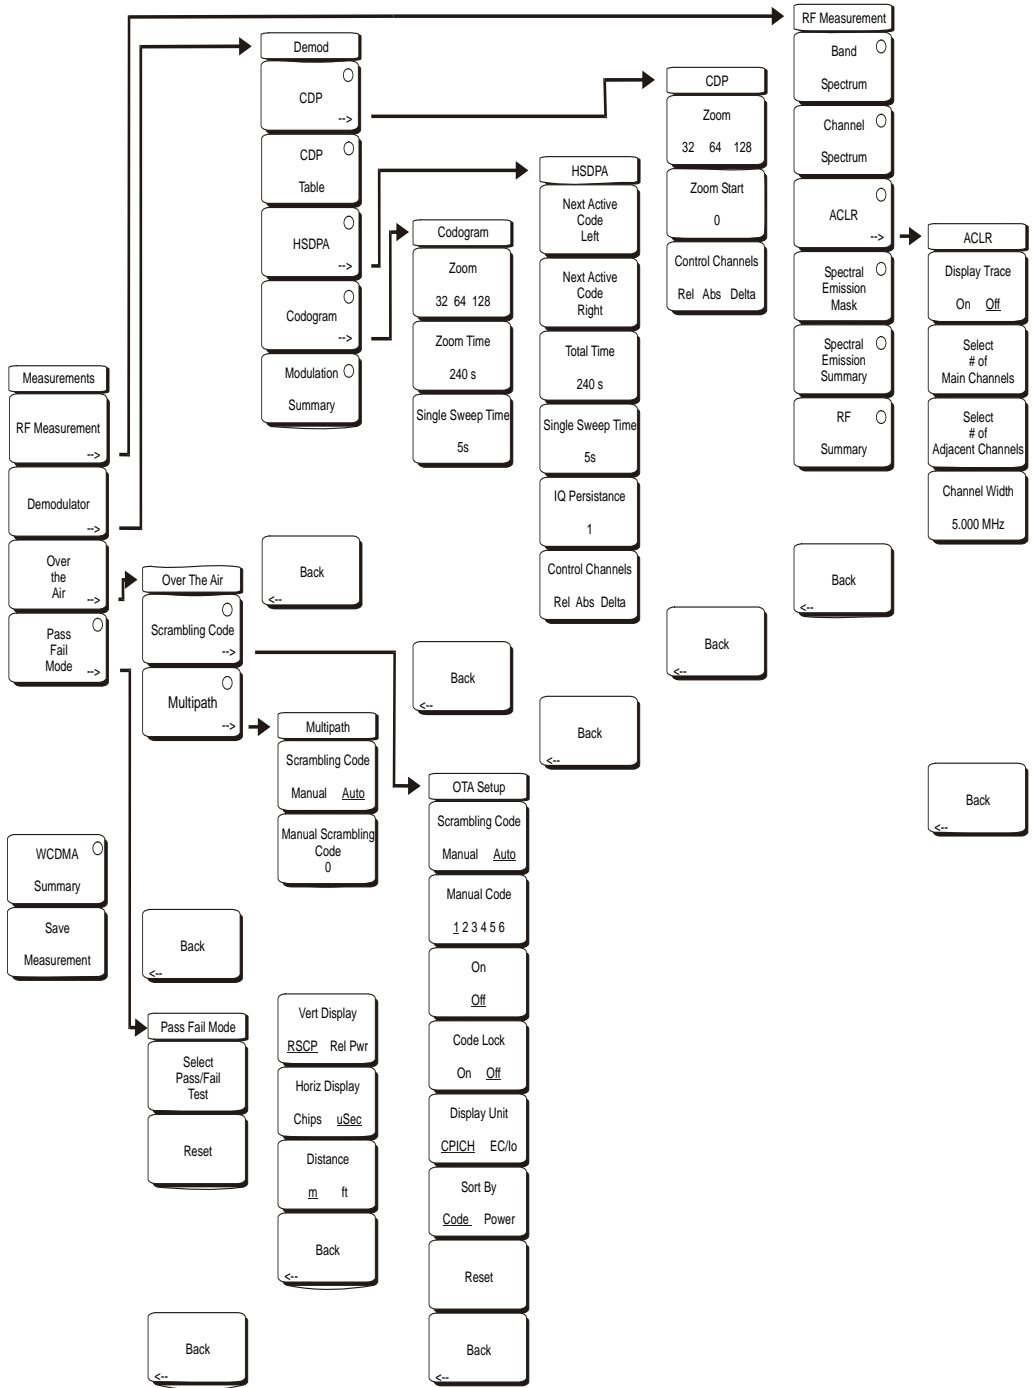 Measurements
RF Measurement
-->
Demodulator
-->
Over
the
Air
-->
Pass
Fail
Mode
-->
WCDMA
Summary
Save
Measurement
Demod
CDP
-->
CDP
Table
HSDPA
-->
Codogram
-->
Modulation
Summary
Back
<--
Over The Air
Scrambling Code
-->
Multipath
-->
Back
<--
Pass Fail Mode
Select
Pass/Fail
Test
Reset
Back
<--
Multipath
Scrambling Code
Manual Auto
Manual Scrambling
Code
0
Vert Display
RSCP Rel Pwr
Horiz Display
Chips uSec
Distance
m ft
Back
<--
Codogram
Zoom
32 64 128
Zoom Time
240 s
Single Sweep Time
5s
Back
<--
OTA Setup
Scrambling Code
Manual Auto
Manual Code
1 2 3 4 5 6
On
Off
Code Lock
On Off
Display Unit
CPICH EC/Io
Sort By
Code Power
Reset
Back
<--
HSDPA
Next Active
Code
Left
Next Active
Code
Right
Total Time
240 s
Single Sweep Time
5s
IQ Persistance
1
Control Channels
Rel Abs Delta
Back
<--
CDP
Zoom
32 64 128
Zoom Start
0
Control Channels
Rel Abs Delta
Back
<--
RF Measurement
Band
Spectrum
Channel
Spectrum
ACLR
-->
Spectral
Emission
Mask
Spectral
Emission
Summary
RF
Summary
Back
<--
ACLR
Display Trace
On Off
Select
# of
Main Channels
Select
# of
Adjacent Channels
Channel Width
5.000 MHz
Back
<--